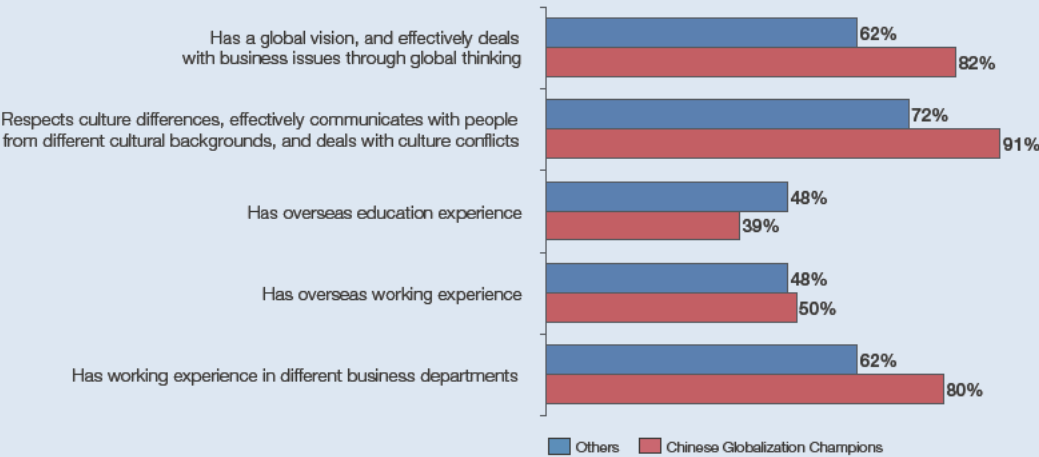 Has a global vision, and effectively deals
with business issues through global thinking
62%
82%
Respects culture differences, effectively communicates with people
from different cultural backgrounds, and deals with culture conflicts
72%
91%
Has overseas education experience
48%
39%
Has overseas working experience
48%
50%
Has working experience in different business departments
62%
80%
Others
Chinese Globalization Champions